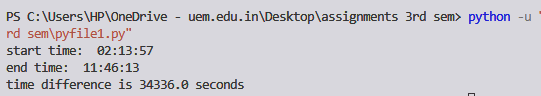 PS C:\Users\HP\OneDrive - uem.edu.in\Desktop\assignments 3rd sem> python -u "
rd sem\pyfile1.py"
start time:  02:13:57
end time:  11:46:13
time difference is 34336.0 seconds